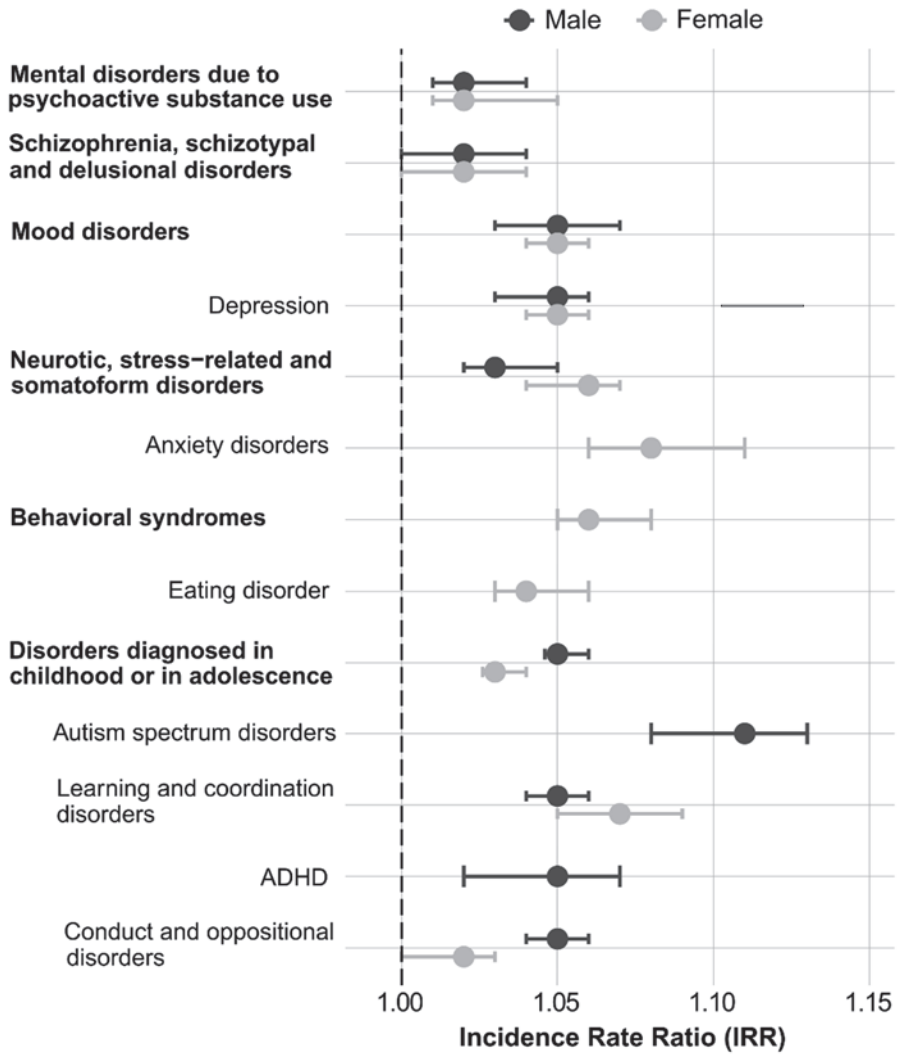 Male Female
Mental disorders due to
psychoactive substance use
Schizophrenia, schizotypal
and delusional disorders
Mood disorders
Depression
Neurotic, stress−related and
somatoform disorders
Anxiety disorders
Behavioral syndromes
Eating disorder
Disorders diagnosed in
childhood or in adolescence
Autism spectrum disorders
Learning and coordination
disorders
ADHD
Conduct and oppositional
disorders
1.00 1.05 1.10 1.15
Incidence Rate Ratio (IRR)